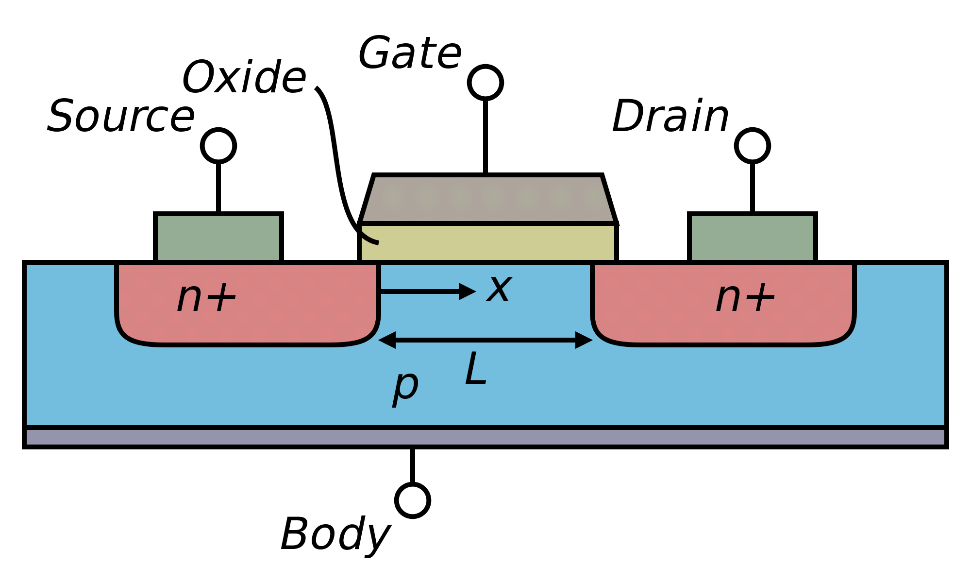 Gate
Oxide
Source
Drain
n+
x
n+
L
p
Body